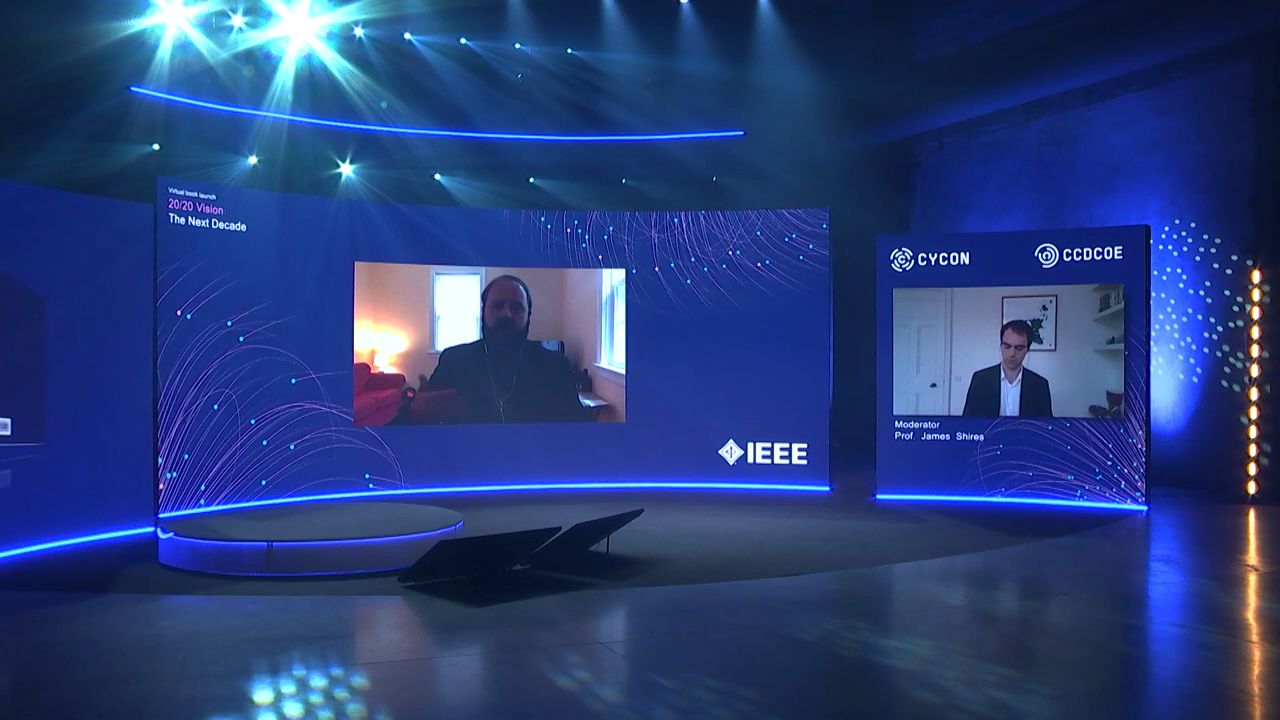 Virtual book launch
20/20 Vision
The Next Decade
IEEE
CYCON
CCDCOE
Moderator
Prof. James Shires